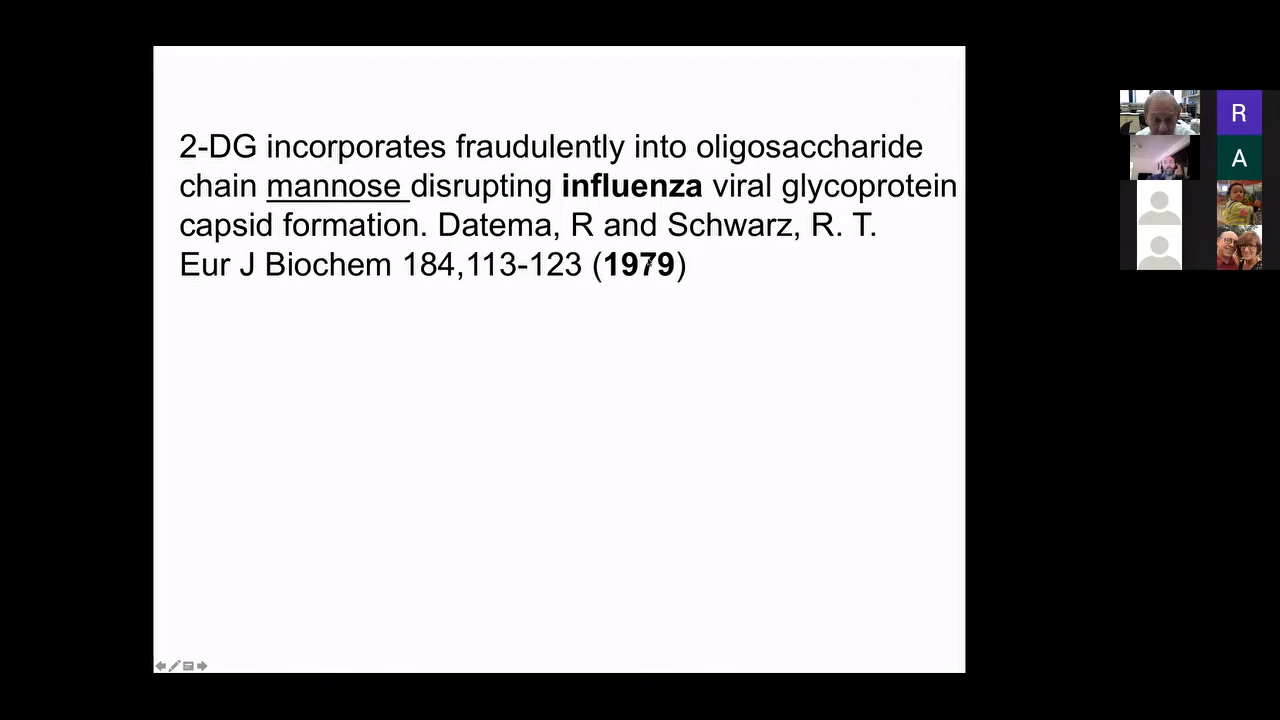 2-DG incorporates fraudulently into oligosaccharide
chain mannose disrupting influenza viral glycoprotein
capsid formation. Datema, R and Schwarz, R. T.
Eur J Biochem 184,113-123 (1979)
R
A